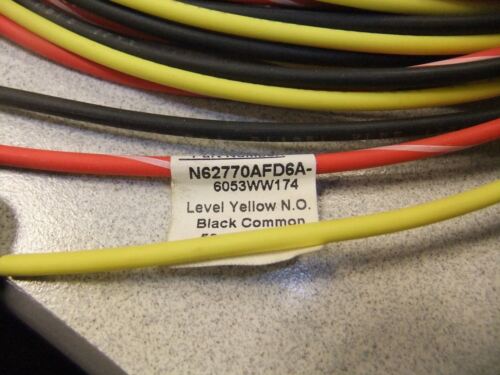 N62770AFD6A-
6053WW174
Level Yellow N.O.
Black Common